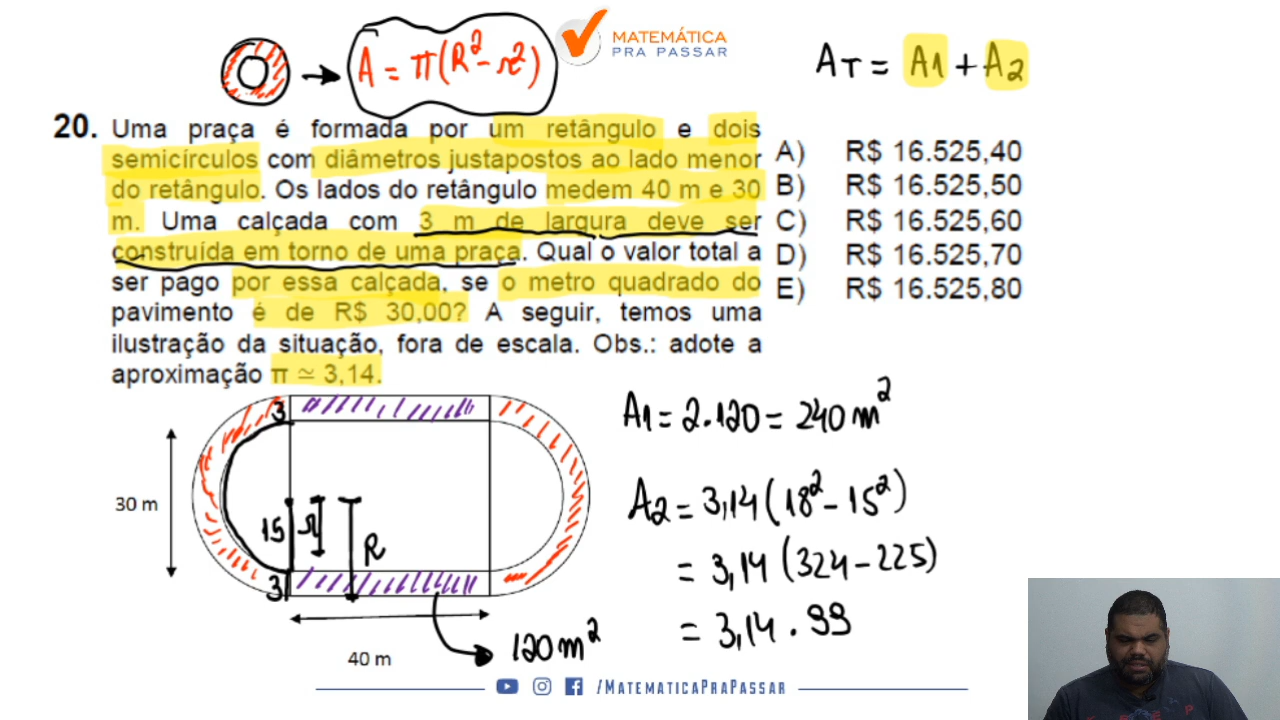 A = π(R² - r²)
MATEMÁTICA
PRA PASSAR
AT = A1 + A2
20. Uma praça é formada por um retângulo e dois
semicírculos com diâmetros justapostos ao lado menor
do retângulo. Os lados do retângulo medem 40 m e 30
m. Uma calçada com 3 m de largura deve ser
construída em torno de uma praça. Qual o valor total a
ser pago por essa calçada, se o metro quadrado do
pavimento é de R$ 30,00? A seguir, temos uma
ilustração da situação, fora de escala. Obs.: adote a
aproximação π ≃ 3,14.
A) R$ 16.525,40
B) R$ 16.525,50
C) R$ 16.525,60
D) R$ 16.525,70
E) R$ 16.525,80
3
30 m
15
r
R
3
40 m
120 m²
A1 = 2.120 = 240 m²
A2 = 3,14 (18² - 15²)
= 3,14 (324 - 225)
= 3,14 . 99
/MATEMATICAPRAPASSAR